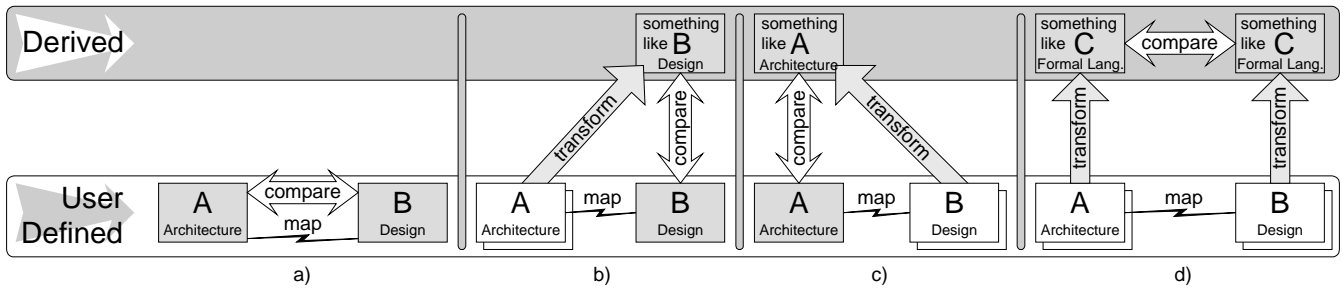 Derived
something
like B
Design
something
like A
Architecture
something
like C
Formal Lang.
compare
something
like C
Formal Lang.
transform
compare
compare
transform
transform
transform
User
Defined
A
Architecture
compare
map
B
Design
A
Architecture
map
B
Design
A
Architecture
map
B
Design
A
Architecture
map
B
Design
a)
b)
c)
d)